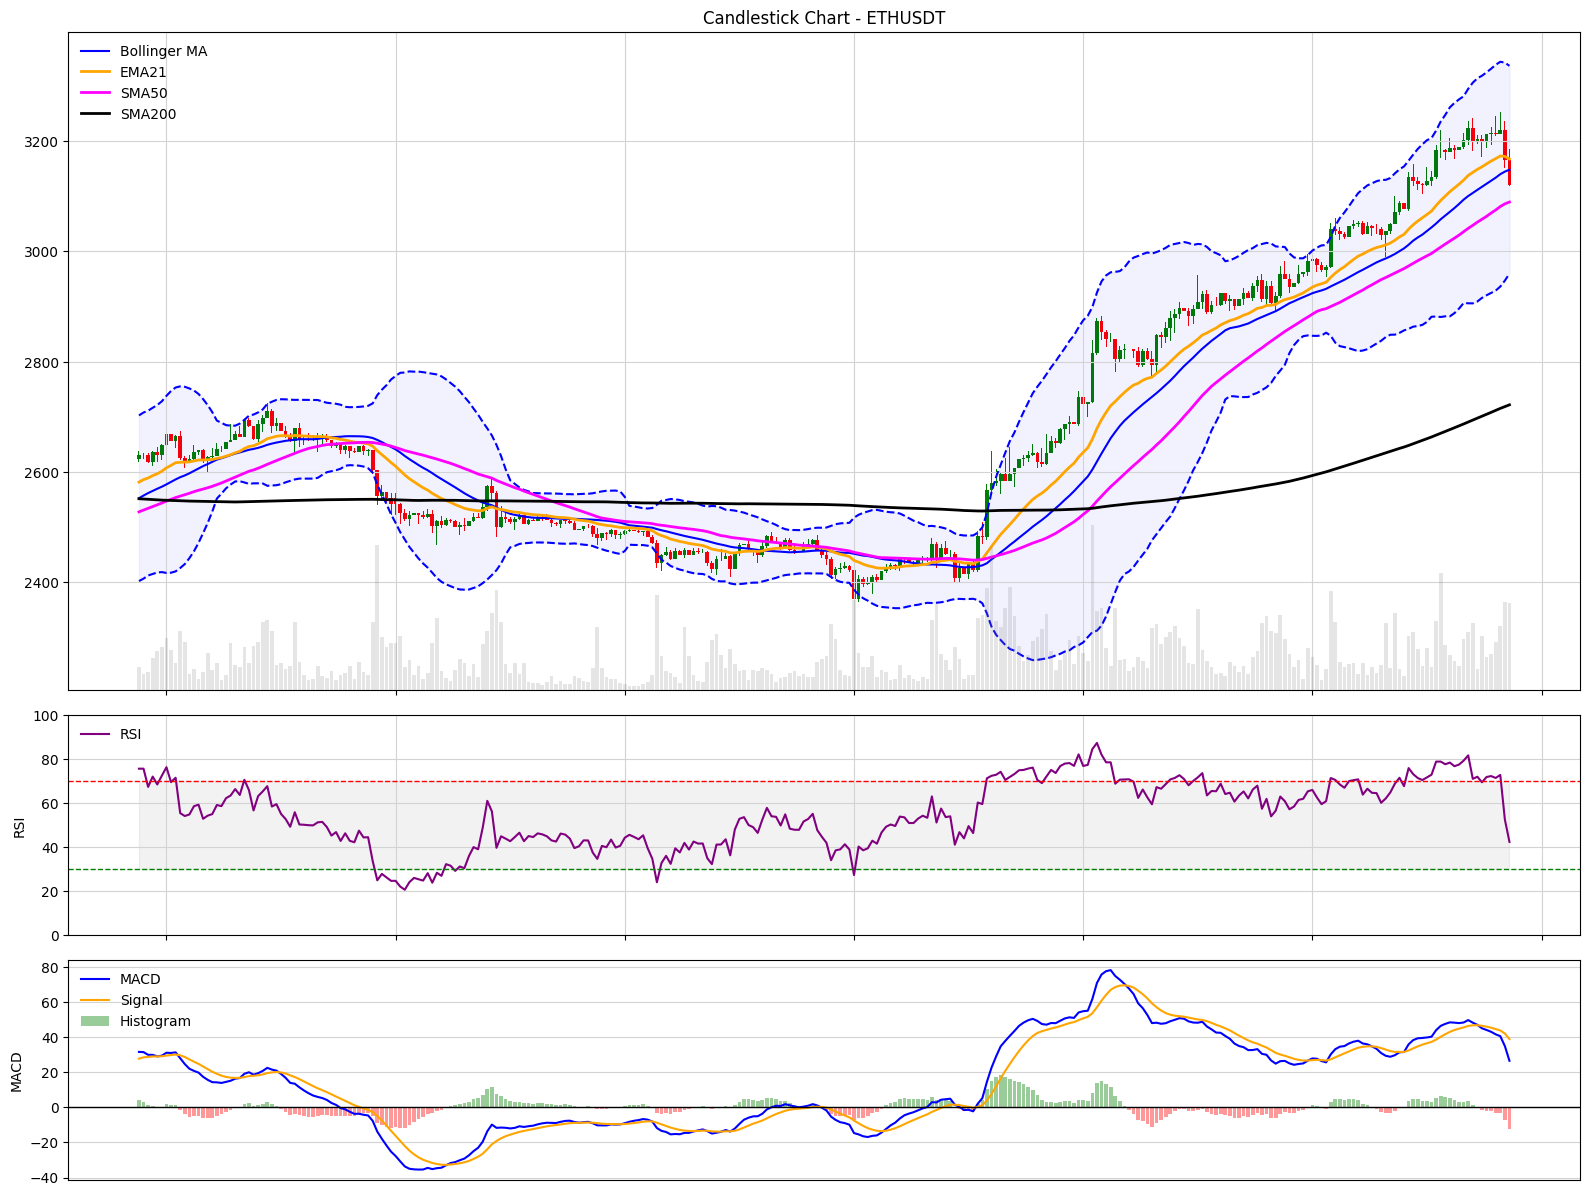 Candlestick Chart - ETHUSDT
Bollinger MA
EMA21
SMA50
SMA200
3200
3000
2800
2600
2400
RSI
100
80
60
40
20
0
RSI
MACD
Signal
Histogram
80
60
40
20
0
−20
−40
MACD